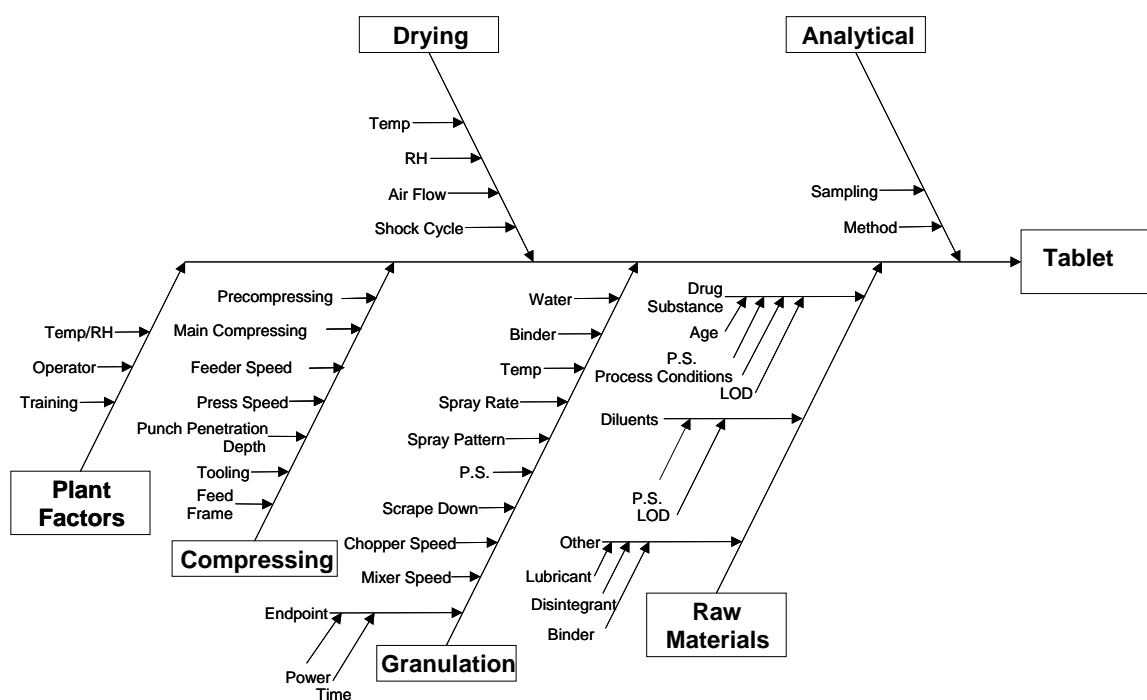 Drying
Analytical
Temp
RH
Air Flow
Shock Cycle
Sampling
Method
Tablet
Temp/RH
Operator
Training
Plant
Factors
Precompressing
Main Compressing
Feeder Speed
Press Speed
Punch Penetration
Depth
Tooling
Feed
Frame
Compressing
Water
Binder
Temp
Spray Rate
Spray Pattern
P.S.
Scrape Down
Chopper Speed
Mixer Speed
Endpoint
Power
Time
Granulation
Drug
Substance
Age
P.S.
Process Conditions
LOD
Diluents
P.S.
LOD
Other
Lubricant
Disintegrant
Binder
Raw
Materials